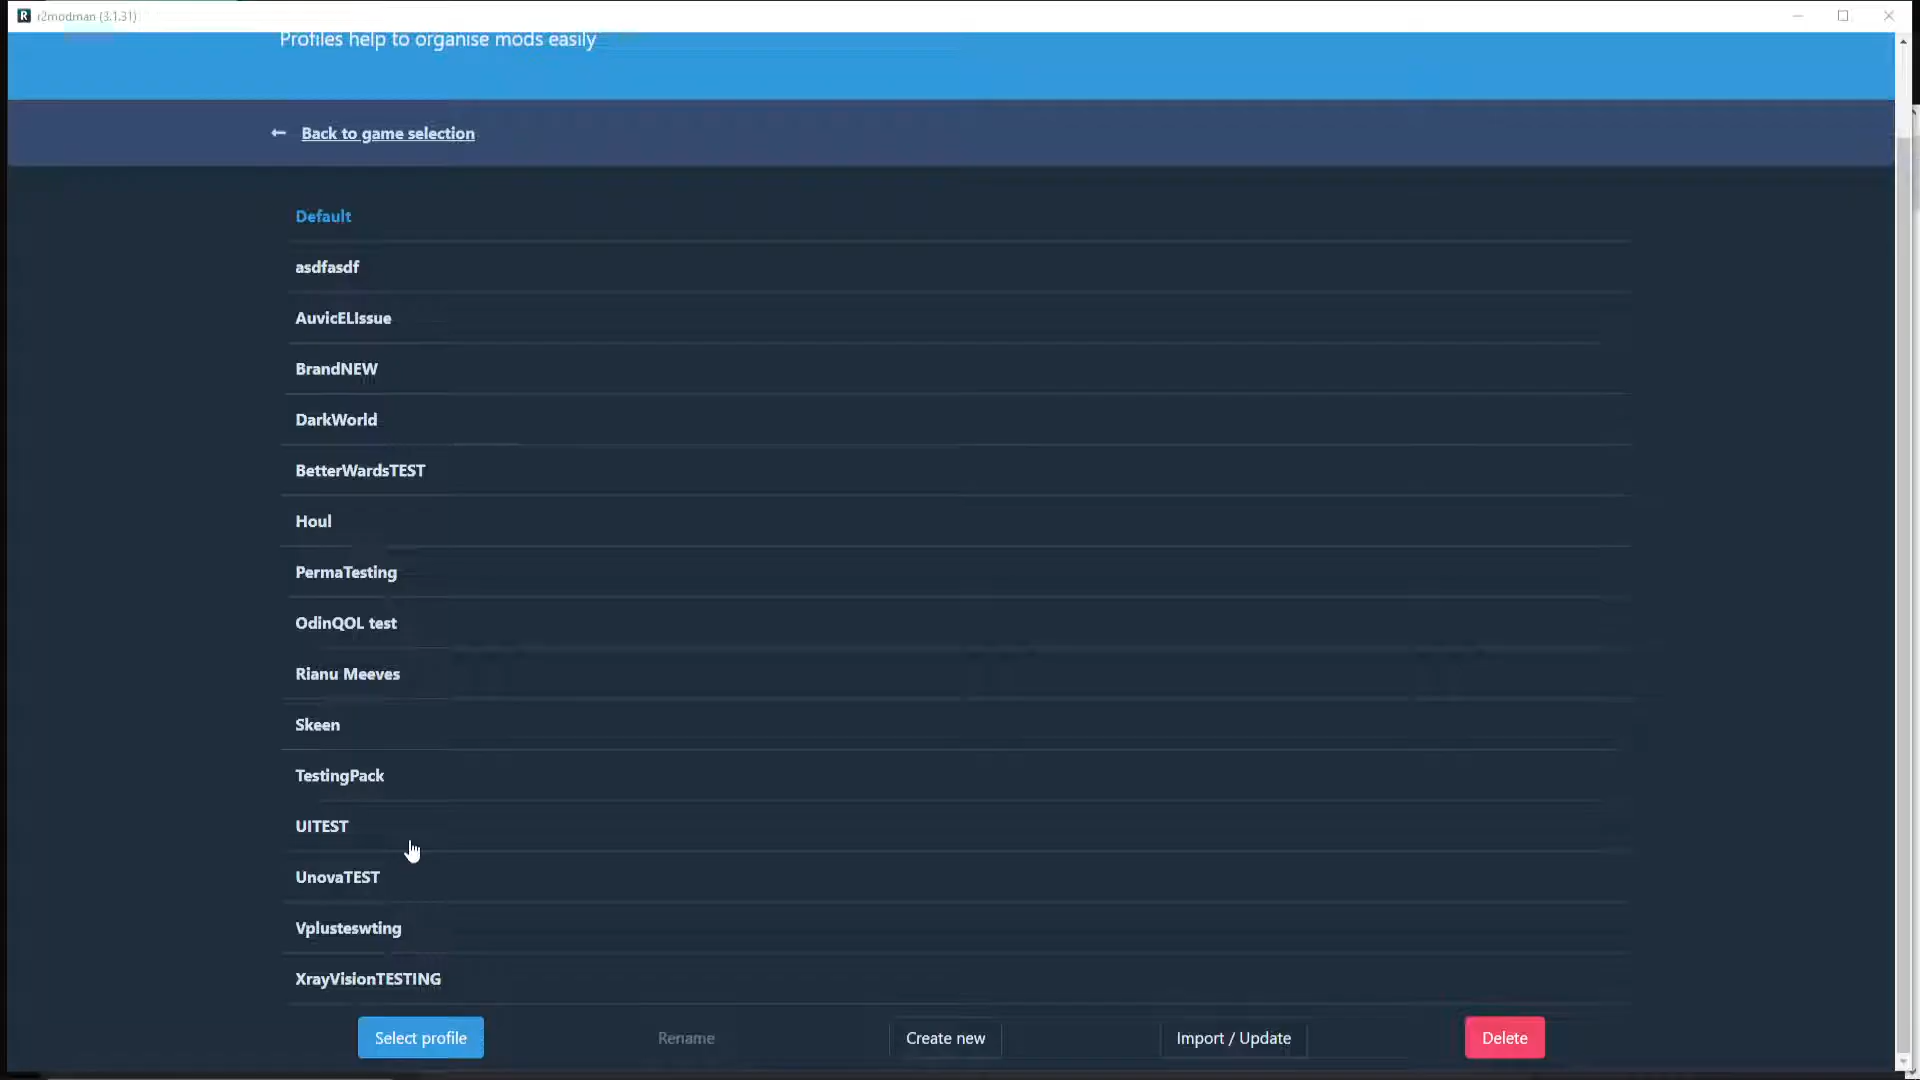 r2modman (3.1.31)
Profiles help to organise mods easily
Back to game selection
Default
asdfasdf
AuvicELIssue
BrandNEW
DarkWorld
BetterWardsTEST
Houl
PermaTesting
OdinQOL test
Rianu Meeves
Skeen
TestingPack
UITEST
UnovaTEST
Vplusteswting
XrayVisionTESTING
Select profile Rename Create new Import / Update Delete